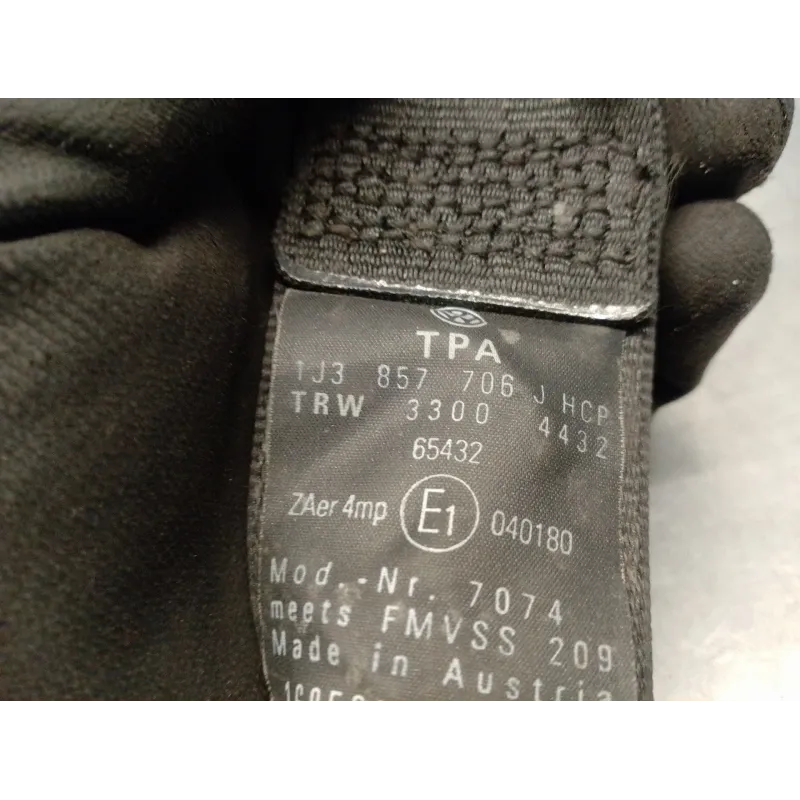 TPA
1J3 857 706 J HCP
TRW 3300 4432
65432
ZAer 4mp E1 040180
Mod.-Nr. 7074
meets FMVSS 209
Made in Austria